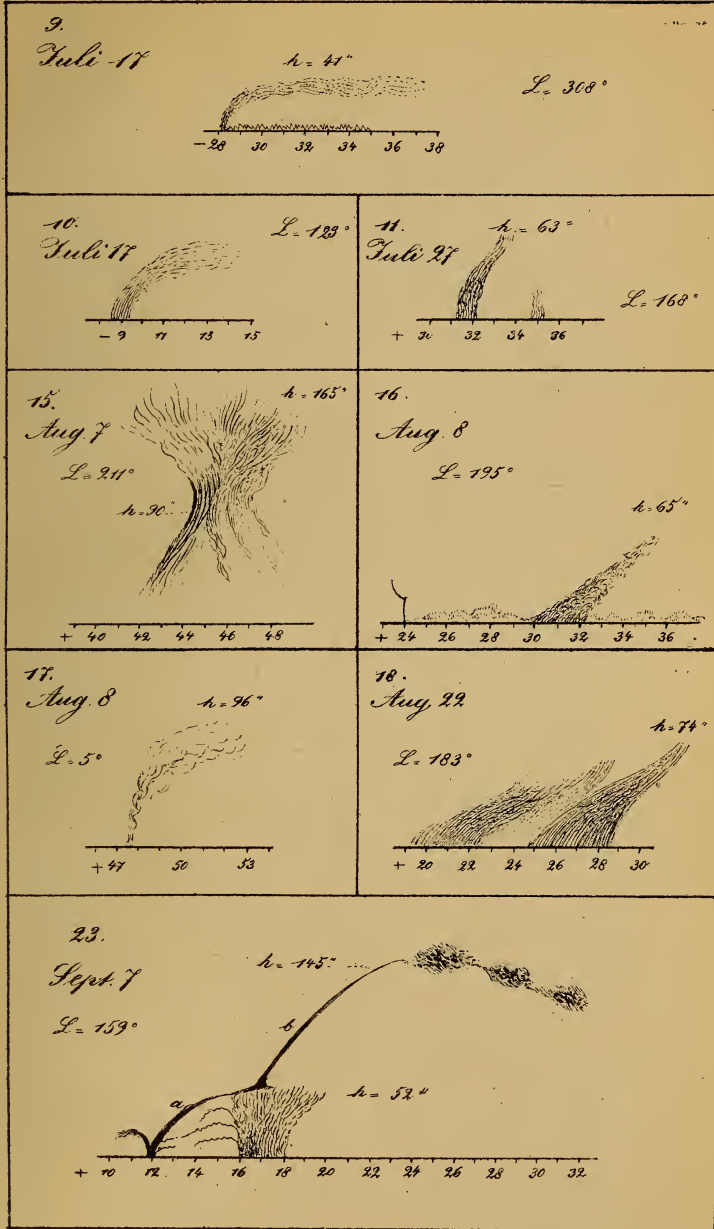 9.
Juli 17
h = 41"
L = 308°
- 28 30 32 34 36 38
10.
Juli 17
L = 123°
- 9 11 13 15
11.
Juli 27
h = 63"
L = 168°
+ 30 32 34 36
15.
Aug. 7
h = 165"
L = 211°
h = 90"
+ 40 42 44 46 48
16.
Aug. 8
L = 195°
h = 65"
+ 24 26 28 30 32 34 36
17.
Aug. 8
h = 96"
L = 5°
+ 47 50 53
18.
Aug. 22
h = 74"
L = 183°
+ 20 22 24 26 28 30
23.
Sept. 7
h = 145"
L = 159°
b
a
h = 52"
+ 10 12 14 16 18 20 22 24 26 28 30 32